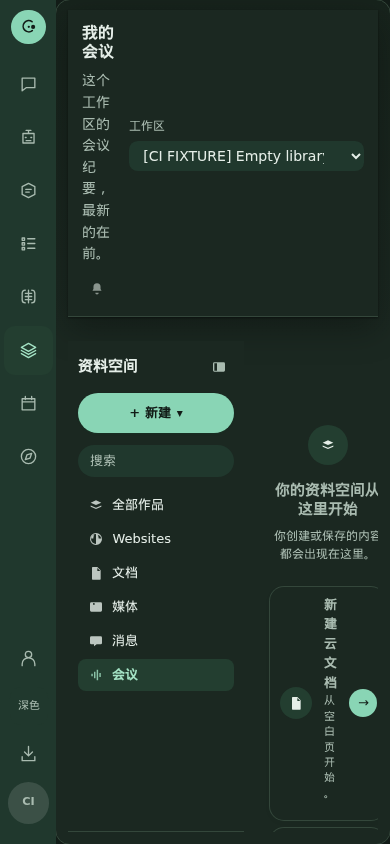 我的
会议
这个
工作
区的
会议
纪
要，
最新
的在
前。
工作区
[CI FIXTURE] Empty library
资料空间
+ 新建 ▾
搜索
全部作品
Websites
文档
媒体
消息
会议
你的资料空间从
这里开始
你创建或保存的内容
都会出现在这里。
新
建
云
文
档
从
空
白
页
开
始
。
→
深色
CI